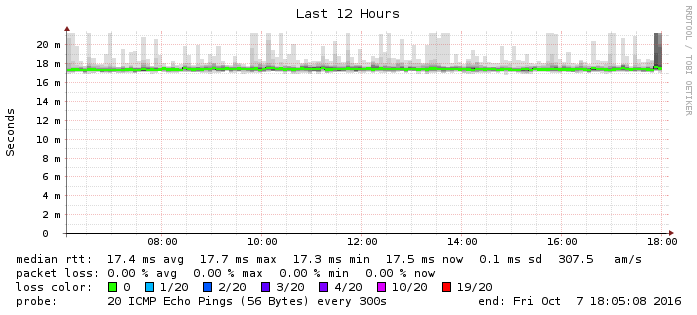 Last 12 Hours
RRDTOOL / TOBI OETIKER
Seconds
20 m
18 m
16 m
14 m
12 m
10 m
8 m
6 m
4 m
2 m
0
08:00 10:00 12:00 14:00 16:00 18:00
median rtt: 17.4 ms avg 17.7 ms max 17.3 ms min 17.5 ms now 0.1 ms sd 307.5 am/s
packet loss: 0.00 % avg 0.00 % max 0.00 % min 0.00 % now
loss color: 0 1/20 2/20 3/20 4/20 10/20 19/20
probe: 20 ICMP Echo Pings (56 Bytes) every 300s end: Fri Oct 7 18:05:08 2016